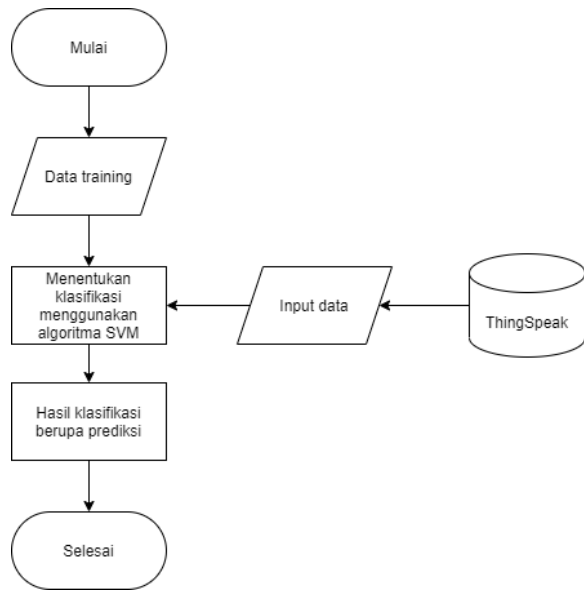 Mulai
Data training
Menentukan
klasifikasi
menggunakan
algoritma SVM
Input data
ThingSpeak
Hasil klasifikasi
berupa prediksi
Selesai